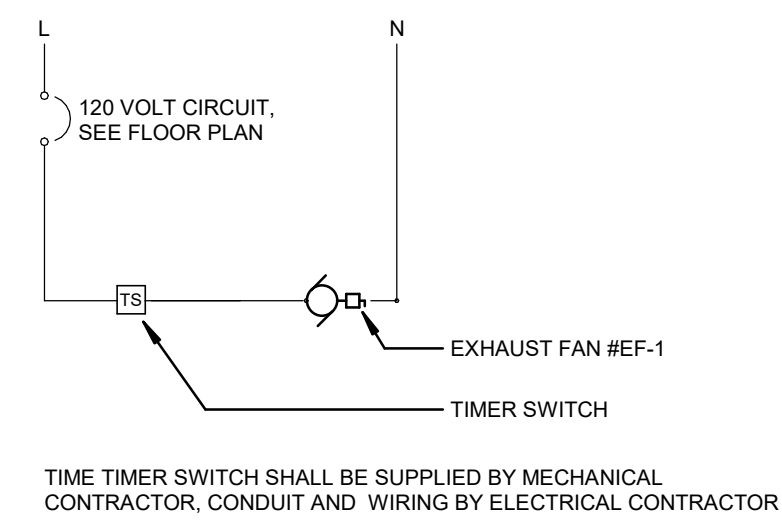 L
N
120 VOLT CIRCUIT,
SEE FLOOR PLAN
TS
EXHAUST FAN #EF-1
TIMER SWITCH
TIME TIMER SWITCH SHALL BE SUPPLIED BY MECHANICAL
CONTRACTOR, CONDUIT AND WIRING BY ELECTRICAL CONTRACTOR